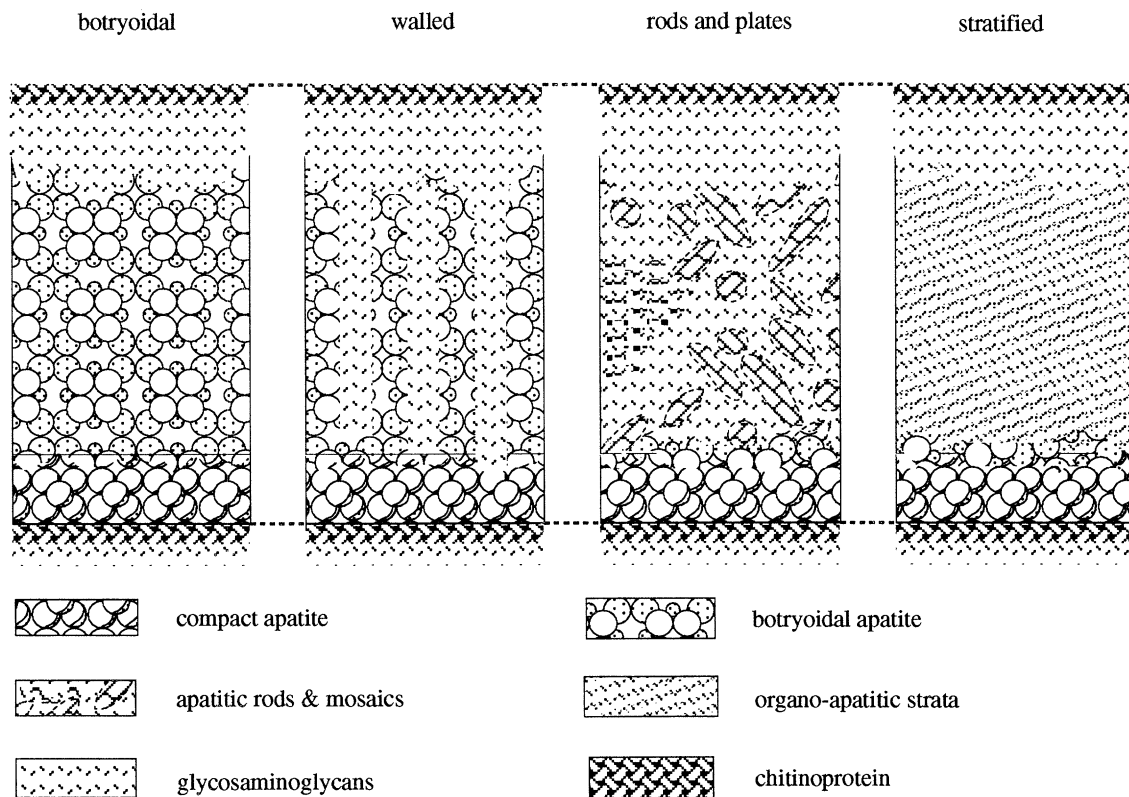 botryoidal
walled
rods and plates
stratified
compact apatite
botryoidal apatite
apatitic rods & mosaics
organo-apatitic strata
glycosaminoglycans
chitinoprotein